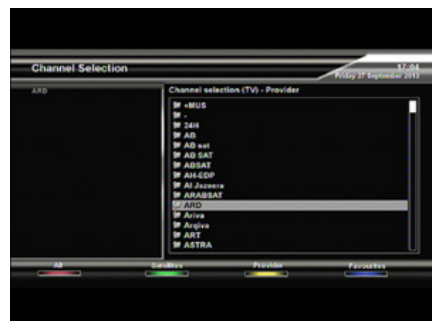 Channel Selection
17:04
Friday 27 September 2013
ARD
Channel selection (TV) - Provider
+MUS
-
24H
AB
AB sat
AB SAT
ABSAT
AH-EDP
Al Jazeera
ARABSAT
ARD
Ariva
Arqiva
ART
ASTRA
All
Satellites
Provider
Favourites